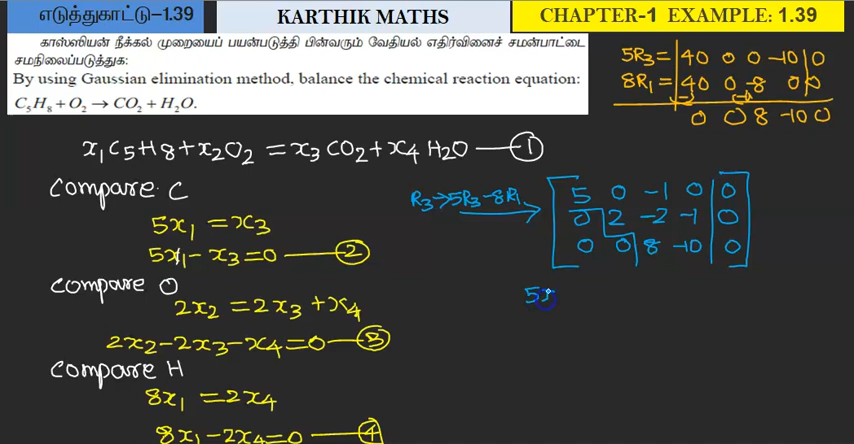 எடுத்துகாட்டு–1.39
KARTHIK MATHS
CHAPTER-1 EXAMPLE: 1.39
காஸ்ஸியன் நீக்கல் முறையைப் பயன்படுத்தி பின்வரும் வேதியல் எதிர்வினைச் சமன்பாட்டை
சமநிலைப்படுத்துக:
By using Gaussian elimination method, balance the chemical reaction equation:
C₅H₈ + O₂ → CO₂ + H₂O.
5R₃ = 40 0 0 -10 0
8R₁ = 40 0 -8 0 0
(-) (+)
0 0 8 -10 0
x₁C₅H₈ + x₂O₂ = x₃CO₂ + x₄H₂O — 1
Compare C
5x₁ = x₃
5x₁ - x₃ = 0 — 2
Compare O
2x₂ = 2x₃ + x₄
2x₂ - 2x₃ - x₄ = 0 — 3
Compare H
8x₁ = 2x₄
8x₁ - 2x₄ = 0 — 4
R₃ → 5R₃ - 8R₁
5 0 -1 0 0
0 2 -2 -1 0
0 0 8 -10 0